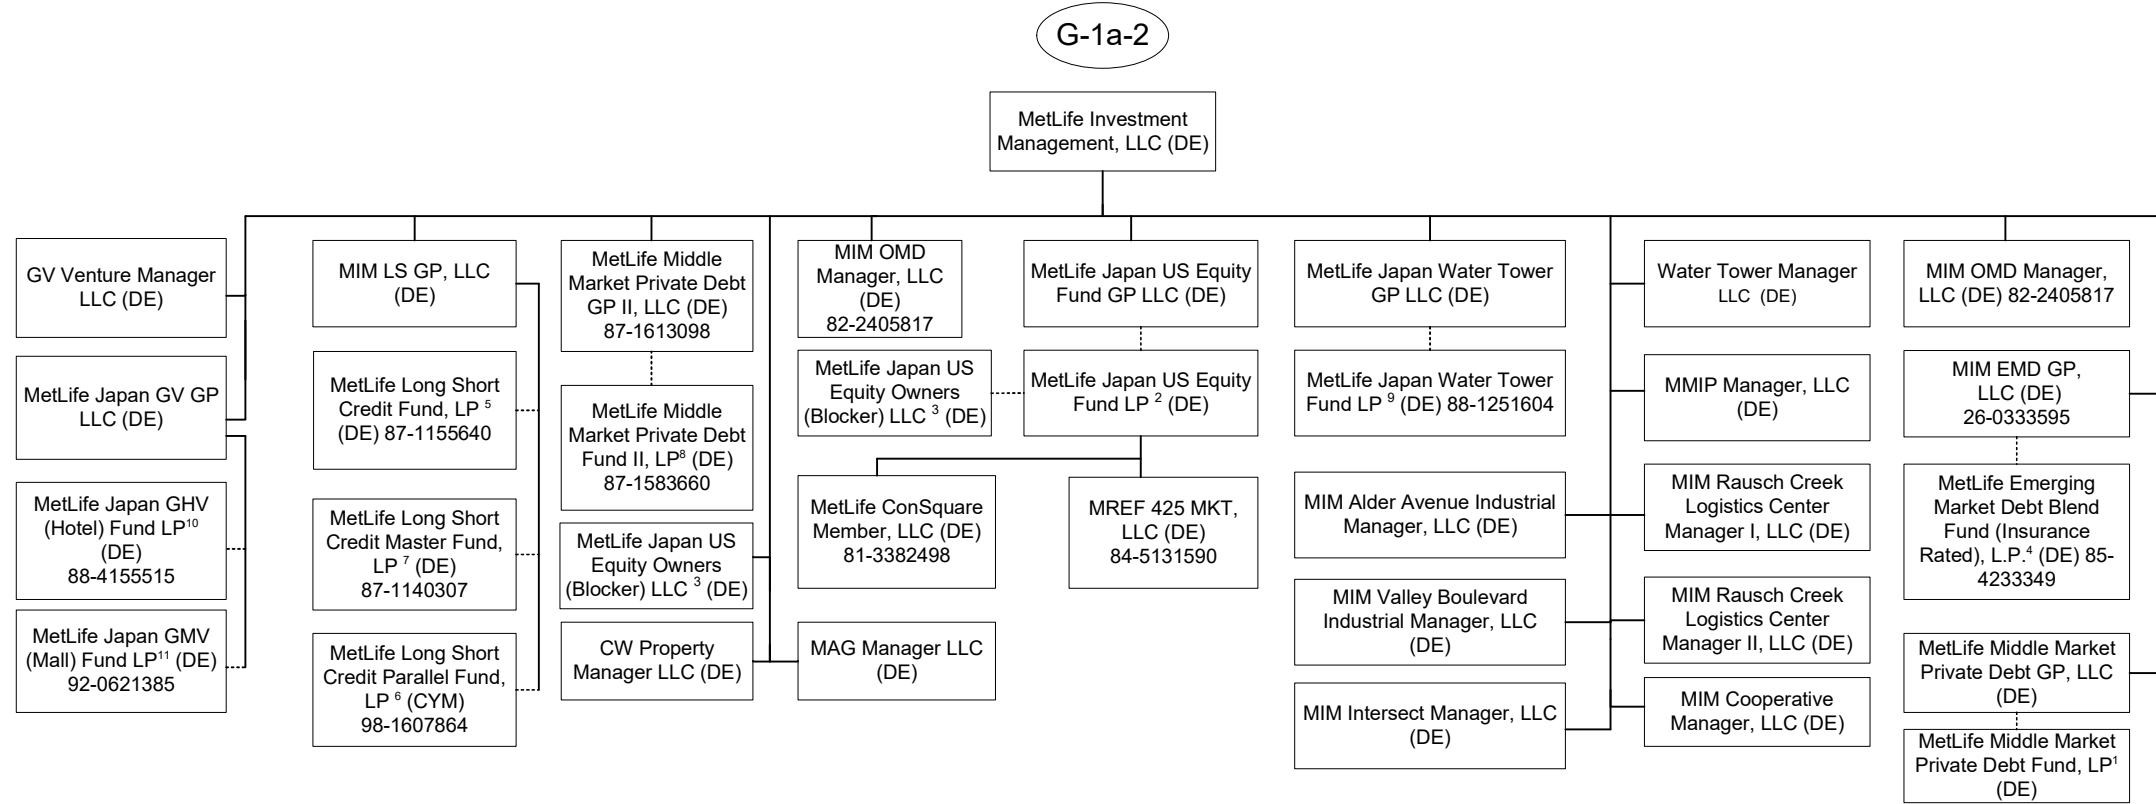 G-1a-2
MetLife Investment
Management, LLC (DE)
GV Venture Manager
LLC (DE)
MetLife Japan GV GP
LLC (DE)
MetLife Japan GHV
(Hotel) Fund LP¹⁰
(DE)
88-4155515
MetLife Japan GMV
(Mall) Fund LP¹¹ (DE)
92-0621385
MIM LS GP, LLC
(DE)
MetLife Long Short
Credit Fund, LP ⁵
(DE) 87-1155640
MetLife Long Short
Credit Master Fund,
LP ⁷ (DE)
87-1140307
MetLife Long Short
Credit Parallel Fund,
LP ⁶ (CYM)
98-1607864
MetLife Middle
Market Private Debt
GP II, LLC (DE)
87-1613098
MetLife Middle
Market Private Debt
Fund II, LP⁸ (DE)
87-1583660
MetLife Japan US
Equity Owners
(Blocker) LLC ³ (DE)
CW Property
Manager LLC (DE)
MIM OMD
Manager, LLC
(DE)
82-2405817
MetLife Japan US
Equity Owners
(Blocker) LLC ³ (DE)
MetLife ConSquare
Member, LLC (DE)
81-3382498
MAG Manager LLC
(DE)
MetLife Japan US Equity
Fund GP LLC (DE)
MetLife Japan US Equity
Fund LP ² (DE)
MREF 425 MKT,
LLC (DE)
84-5131590
MetLife Japan Water Tower
GP LLC (DE)
MetLife Japan Water Tower
Fund LP ⁹ (DE) 88-1251604
MIM Alder Avenue Industrial
Manager, LLC (DE)
MIM Valley Boulevard
Industrial Manager, LLC
(DE)
MIM Intersect Manager, LLC
(DE)
Water Tower Manager
LLC (DE)
MMIP Manager, LLC
(DE)
MIM Rausch Creek
Logistics Center
Manager I, LLC (DE)
MIM Rausch Creek
Logistics Center
Manager II, LLC (DE)
MIM Cooperative
Manager, LLC (DE)
MIM OMD Manager,
LLC (DE) 82-2405817
MIM EMD GP,
LLC (DE)
26-0333595
MetLife Emerging
Market Debt Blend
Fund (Insurance
Rated), L.P.⁴ (DE) 85-
4233349
MetLife Middle Market
Private Debt GP, LLC
(DE)
MetLife Middle Market
Private Debt Fund, LP¹
(DE)